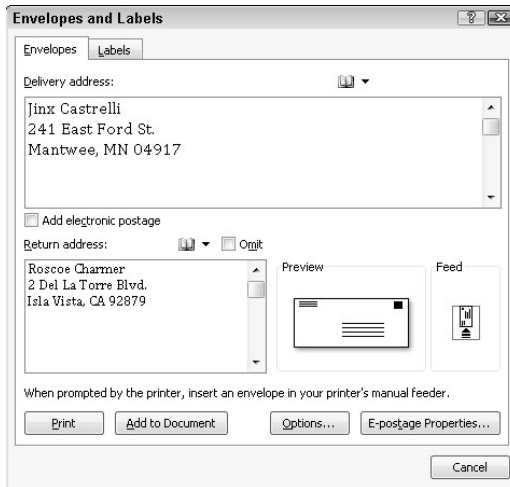 Envelopes and Labels
Envelopes Labels
Delivery address:
Jinx Castrelli
241 East Ford St.
Mantwee, MN 04917
Add electronic postage
Return address: Omit
Roscoe Charmer
2 Del La Torre Blvd.
Isla Vista, CA 92879
Preview
Feed
When prompted by the printer, insert an envelope in your printer's manual feeder.
Print Add to Document Options... E-postage Properties...
Cancel